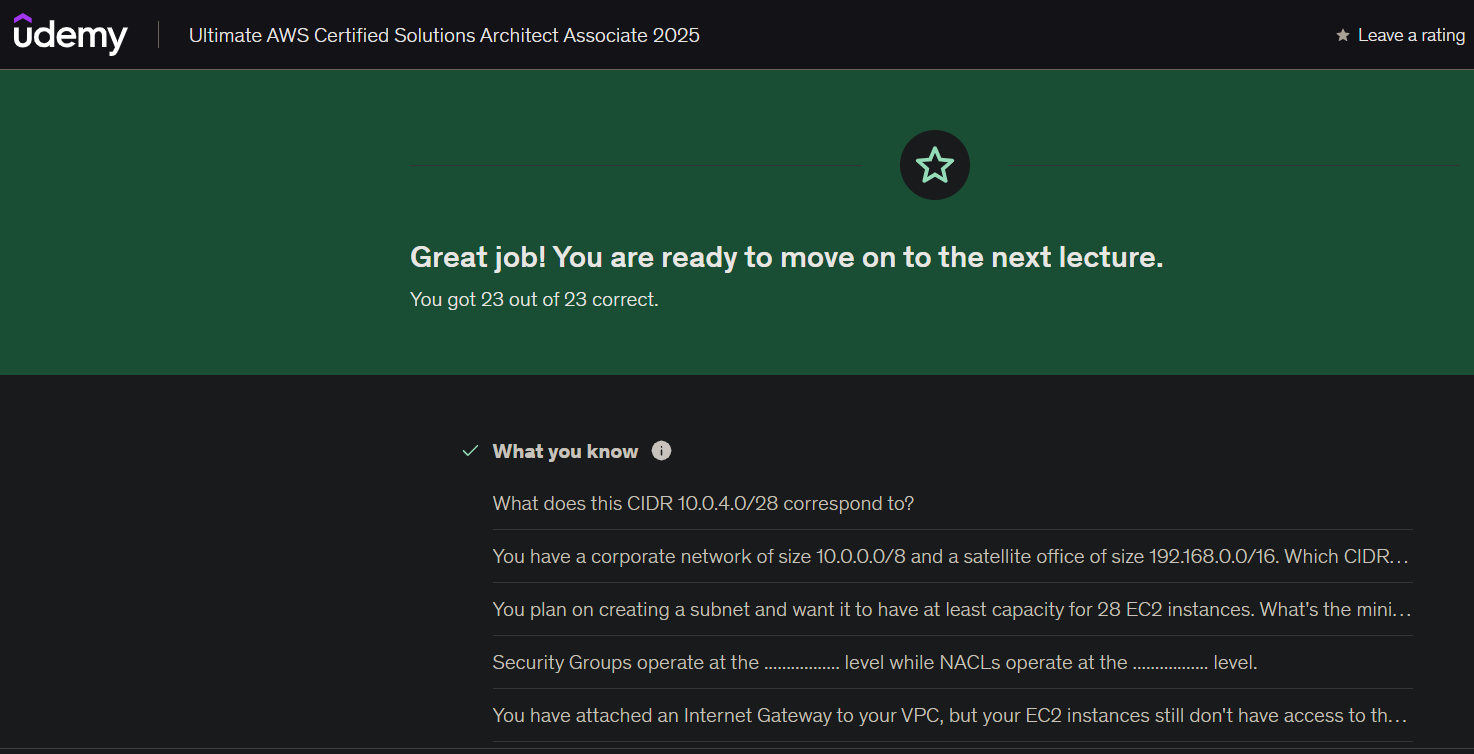 udemy
Ultimate AWS Certified Solutions Architect Associate 2025
Leave a rating
Great job! You are ready to move on to the next lecture.
You got 23 out of 23 correct.
What you know
What does this CIDR 10.0.4.0/28 correspond to?
You have a corporate network of size 10.0.0.0/8 and a satellite office of size 192.168.0.0/16. Which CIDR...
You plan on creating a subnet and want it to have at least capacity for 28 EC2 instances. What's the mini...
Security Groups operate at the ................. level while NACLs operate at the ................. level.
You have attached an Internet Gateway to your VPC, but your EC2 instances still don't have access to th...